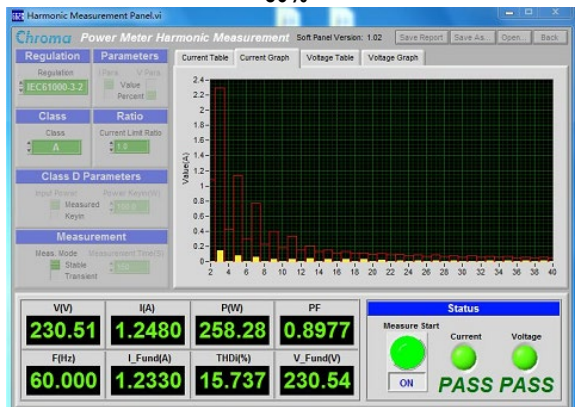 Harmonic Measurement Panel.vi
Chroma Power Meter Harmonic Measurement Soft Panel Version: 1.02 Save Report Save As... Open... Back
Regulation Parameters Current Table Current Graph Voltage Table Voltage Graph
Regulation I Para. V Para.
IEC61000-3-2 Value
Percent
Class Ratio
Class Current Limit Ratio
A 1.0
Class D Parameters
Input Power Power Keyin(W)
Measured 100.0
Keyin
Measurement
Meas. Mode Measurement Time(S)
Stable
Transient
Value(A)
2.4
2.2
2
1.8
1.6
1.4
1.2
1
0.8
0.6
0.4
0.2
0
2 4 6 8 10 12 14 16 18 20 22 24 26 28 30 32 34 36 38 40
V(V) I(A) P(W) PF
230.51 1.2480 258.28 0.8977
F(Hz) I_Fund(A) THDi(%) V_Fund(V)
60.000 1.2330 15.737 230.54
Status
Measure Start Current Voltage
ON PASS PASS